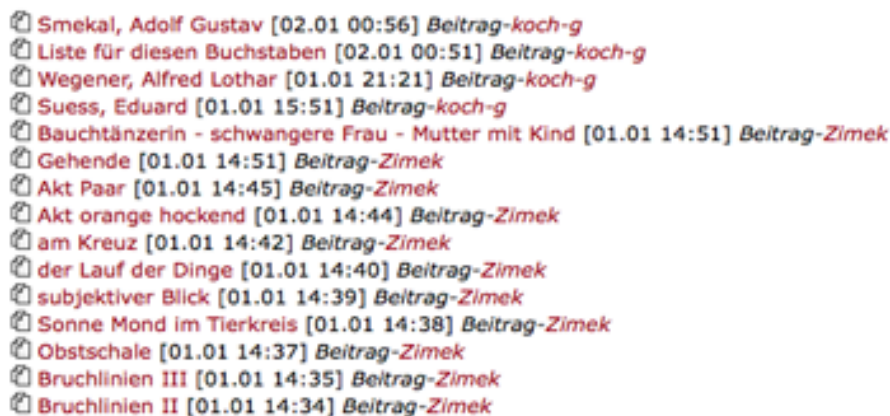 Smekal, Adolf Gustav [02.01 00:56] Beitrag-koch-g
Liste für diesen Buchstaben [02.01 00:51] Beitrag-koch-g
Wegener, Alfred Lothar [01.01 21:21] Beitrag-koch-g
Suess, Eduard [01.01 15:51] Beitrag-koch-g
Bauchtänzerin - schwangere Frau - Mutter mit Kind [01.01 14:51] Beitrag-Zimek
Gehende [01.01 14:51] Beitrag-Zimek
Akt Paar [01.01 14:45] Beitrag-Zimek
Akt orange hockend [01.01 14:44] Beitrag-Zimek
am Kreuz [01.01 14:42] Beitrag-Zimek
der Lauf der Dinge [01.01 14:40] Beitrag-Zimek
subjektiver Blick [01.01 14:39] Beitrag-Zimek
Sonne Mond im Tierkreis [01.01 14:38] Beitrag-Zimek
Obstschale [01.01 14:37] Beitrag-Zimek
Bruchlinien III [01.01 14:35] Beitrag-Zimek
Bruchlinien II [01.01 14:34] Beitrag-Zimek